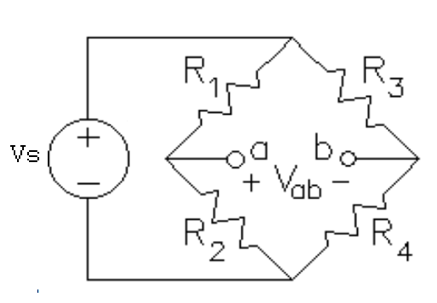 R1 R3
Vs + a b
+ Vab −
−
R2 R4